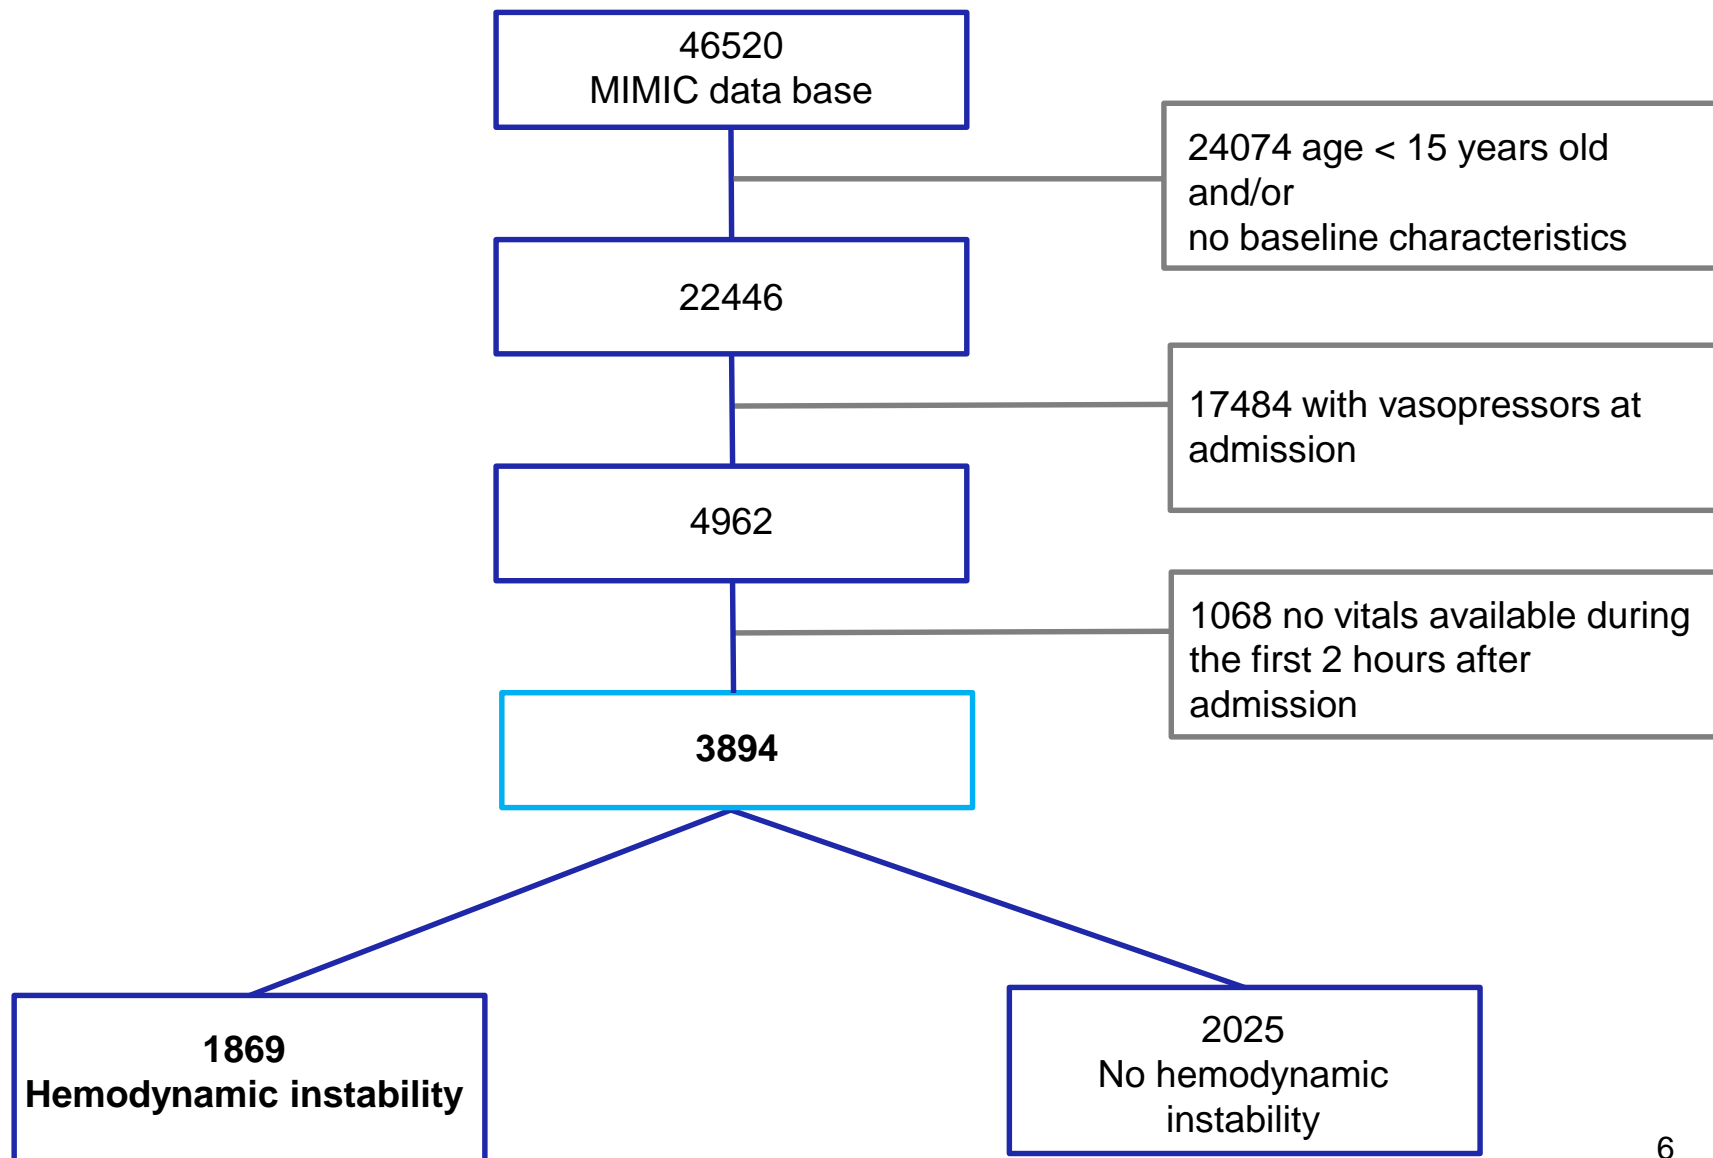 46520
MIMIC data base
24074 age < 15 years old
and/or
no baseline characteristics
22446
17484 with vasopressors at
admission
4962
1068 no vitals available during
the first 2 hours after
admission
3894
1869
Hemodynamic instability
2025
No hemodynamic
instability
6